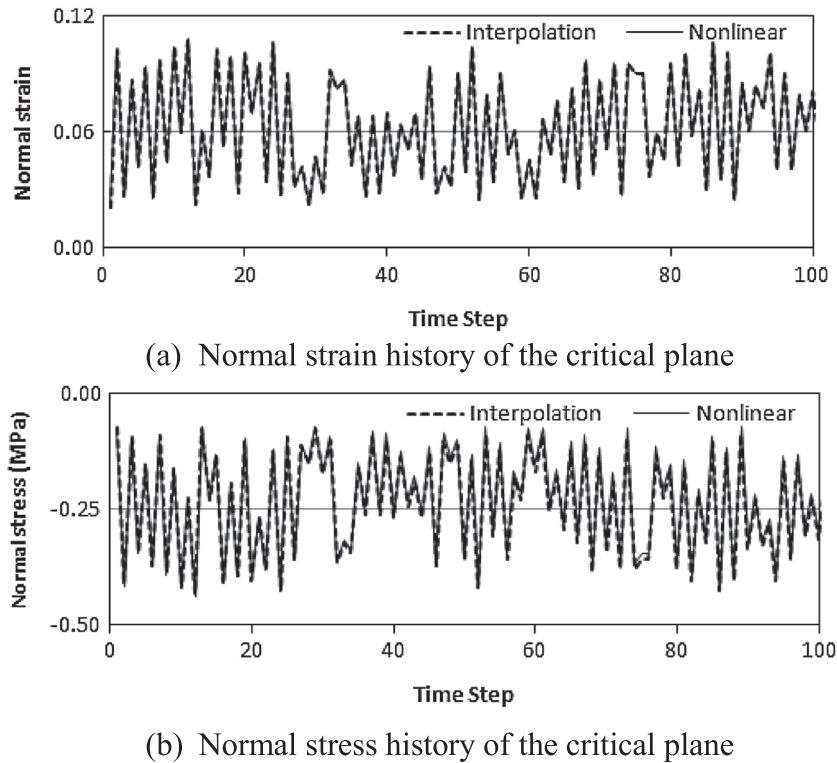 0.12
Interpolation Nonlinear
Normal strain
0.06
0.00
0 20 40 60 80 100
Time Step
(a) Normal strain history of the critical plane
0.00
Interpolation Nonlinear
Normal stress (MPa)
-0.25
-0.50
0 20 40 60 80 100
Time Step
(b) Normal stress history of the critical plane